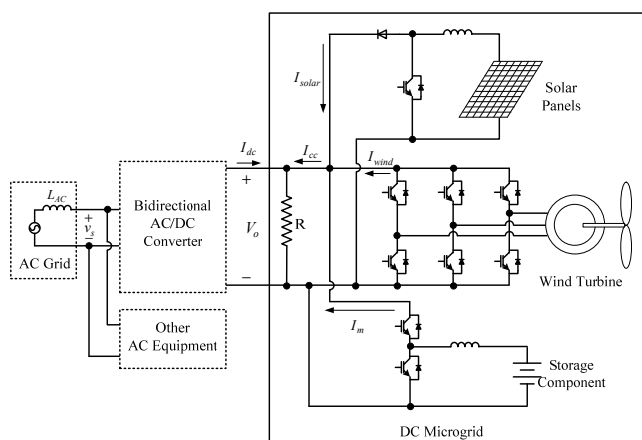 I_solar
Solar
Panels
I_dc
I_cc
I_wind
L_AC
+
v_s
−
AC Grid
Bidirectional
AC/DC
Converter
+
V_o
−
R
Wind Turbine
Other
AC Equipment
I_m
Storage
Component
DC Microgrid